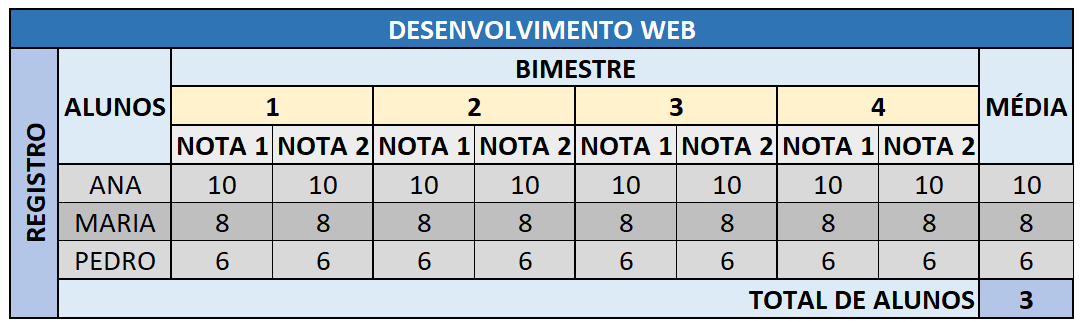 DESENVOLVIMENTO WEB
REGISTRO
ALUNOS BIMESTRE MÉDIA
1 2 3 4
NOTA 1 NOTA 2 NOTA 1 NOTA 2 NOTA 1 NOTA 2 NOTA 1 NOTA 2
ANA 10 10 10 10 10 10 10 10 10
MARIA 8 8 8 8 8 8 8 8 8
PEDRO 6 6 6 6 6 6 6 6 6
TOTAL DE ALUNOS 3